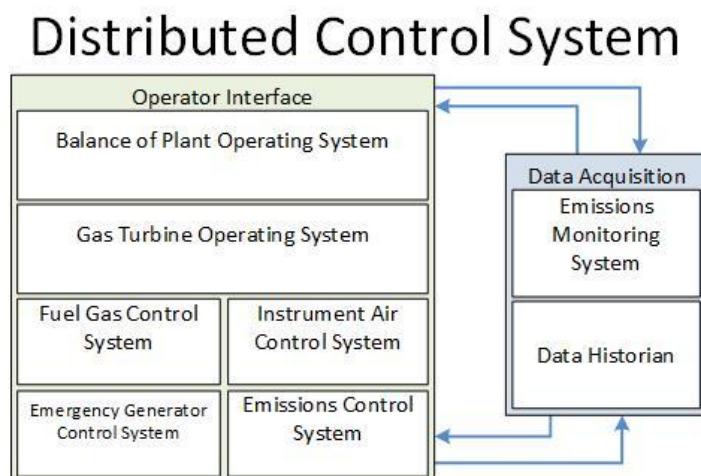 Distributed Control System
Operator Interface
Balance of Plant Operating System
Gas Turbine Operating System
Fuel Gas Control
System
Instrument Air
Control System
Emergency Generator
Control System
Emissions Control
System
Data Acquisition
Emissions
Monitoring
System
Data Historian